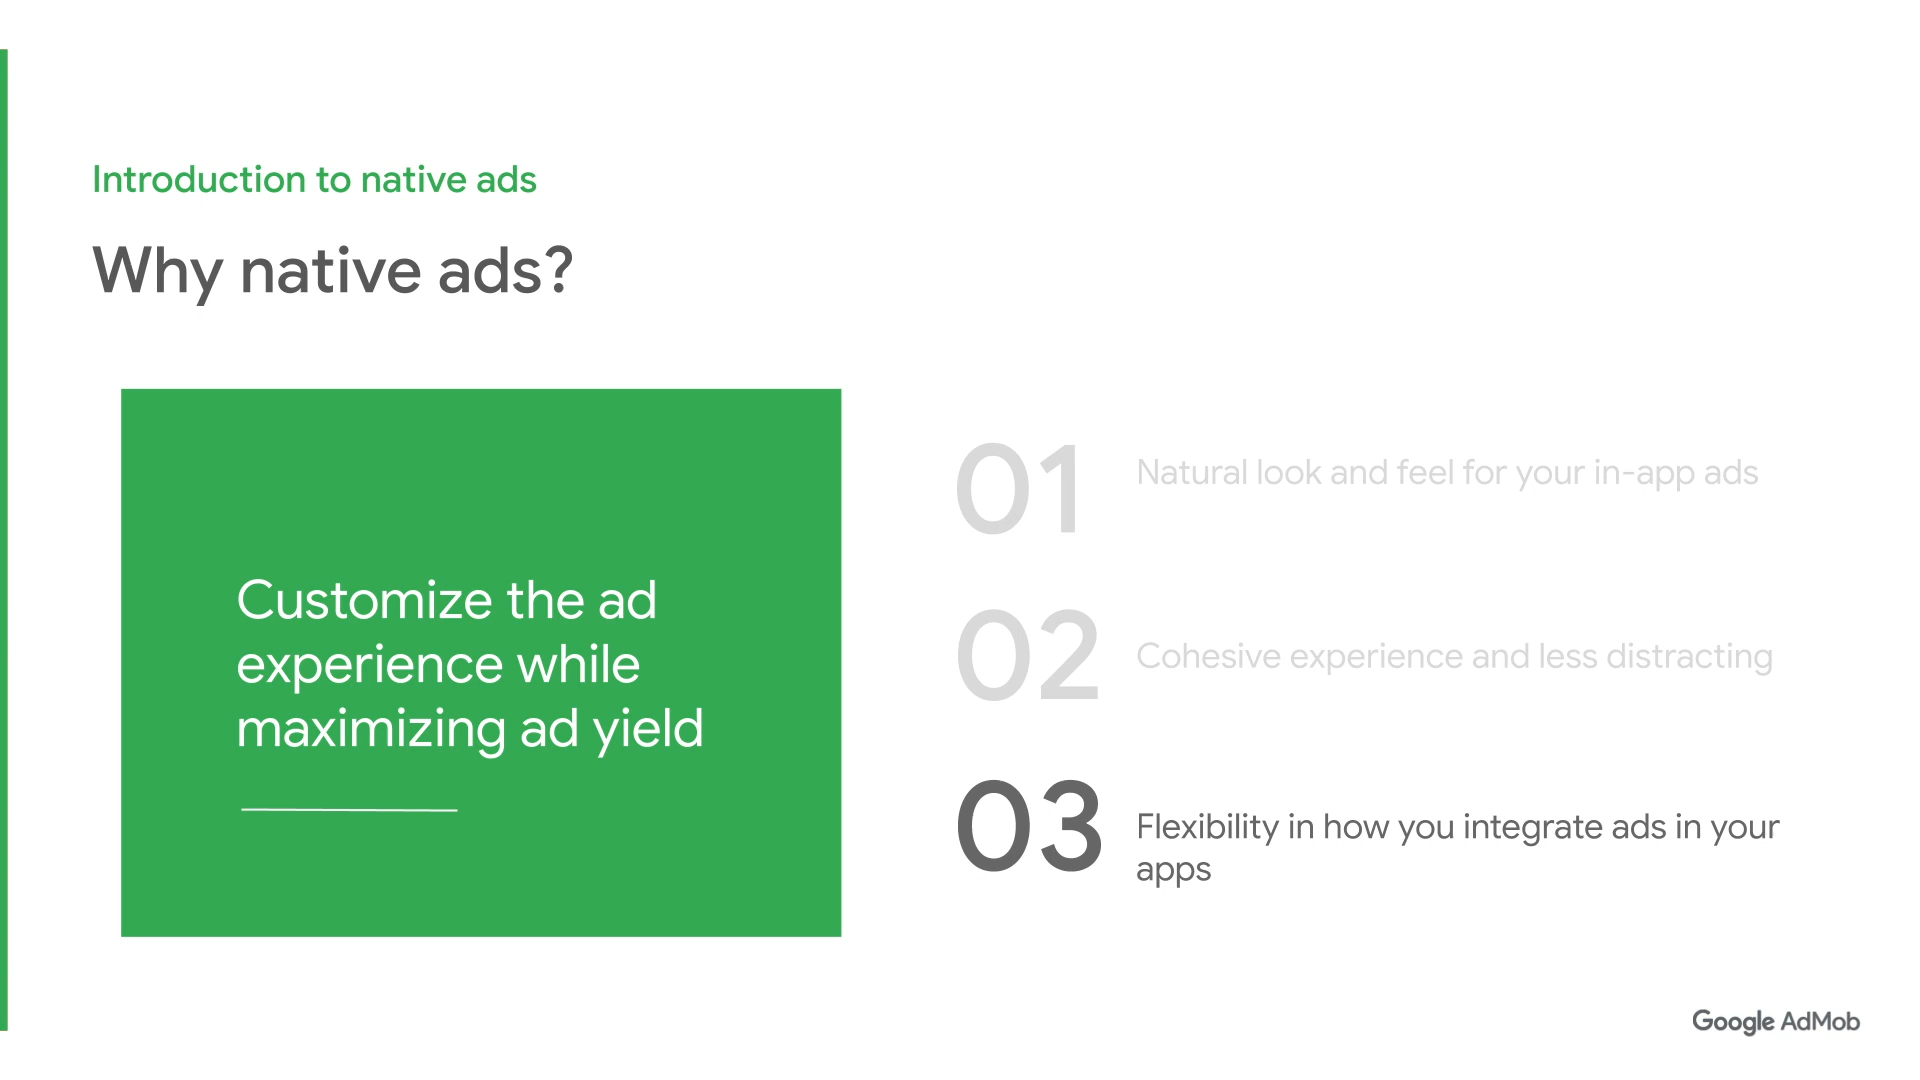 Introduction to native ads
Why native ads?
Customize the ad
experience while
maximizing ad yield
01
Natural look and feel for your in-app ads
02
Cohesive experience and less distracting
03
Flexibility in how you integrate ads in your
apps
Google AdMob